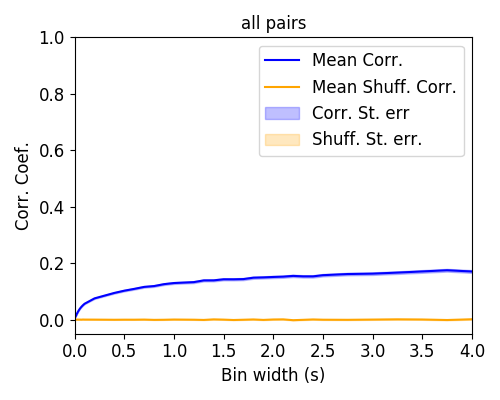 all pairs
Corr. Coef.
1.0
0.8
0.6
0.4
0.2
0.0
Mean Corr.
Mean Shuff. Corr.
Corr. St. err
Shuff. St. err.
0.0 0.5 1.0 1.5 2.0 2.5 3.0 3.5 4.0
Bin width (s)